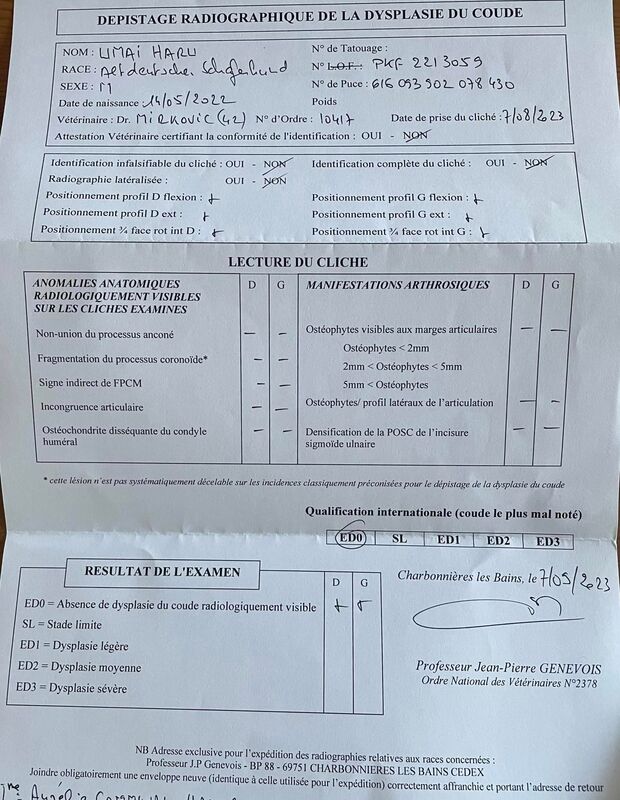 DEPISTAGE RADIOGRAPHIQUE DE LA DYSPLASIE DU COUDE
NOM : UMAI HARU
N° de Tatouage :
RACE : Altdeutscher Schäferhund
N° L.O.F. : PKF 2213059
SEXE : M
N° de Puce : 616 093 902 078 430
Date de naissance : 14/05/2022
Poids
Vétérinaire : Dr. MIRKOVIC (42) N° d'Ordre : 10417 Date de prise du cliché : 7/08/2023
Attestation Vétérinaire certifiant la conformité de l'identification : OUI - NON
Identification infalsifiable du cliché : OUI - NON
Identification complète du cliché : OUI - NON
Radiographie latéralisée : OUI - NON
Positionnement profil D flexion : +
Positionnement profil G flexion : +
Positionnement profil D ext : +
Positionnement profil G ext : +
Positionnement ¾ face rot int D : +
Positionnement ¾ face rot int G : +
LECTURE DU CLICHE
ANOMALIES ANATOMIQUES RADIOLOGIQUEMENT VISIBLES SUR LES CLICHES EXAMINES D G
Non-union du processus anconé — —
Fragmentation du processus coronoïde* — —
Signe indirect de FPCM — —
Incongruence articulaire — —
Ostéochondrite disséquante du condyle huméral — —
MANIFESTATIONS ARTHROSIQUES D G
Ostéophytes visibles aux marges articulaires — —
Ostéophytes < 2mm
2mm < Ostéophytes < 5mm
5mm < Ostéophytes
Ostéophytes/ profil latéraux de l'articulation — —
Densification de la POSC de l'incisure sigmoïde ulnaire — —
* cette lésion n'est pas systématiquement décelable sur les incidences classiquement préconisées pour le dépistage de la dysplasie du coude
Qualification internationale (coude le plus mal noté)
ED0 SL ED1 ED2 ED3
RESULTAT DE L'EXAMEN
D G
ED0 = Absence de dysplasie du coude radiologiquement visible + +
SL = Stade limite
ED1 = Dysplasie légère
ED2 = Dysplasie moyenne
ED3 = Dysplasie sévère
Charbonnières les Bains, le 7/09/2023
Professeur Jean-Pierre GENEVOIS
Ordre National des Vétérinaires N°2378
NB Adresse exclusive pour l'expédition des radiographies relatives aux races concernées :
Professeur J.P Genevois - BP 88 - 69751 CHARBONNIERES LES BAINS CEDEX
Joindre obligatoirement une enveloppe neuve (identique à celle utilisée pour l'expédition) correctement affranchie et portant l'adresse de retour